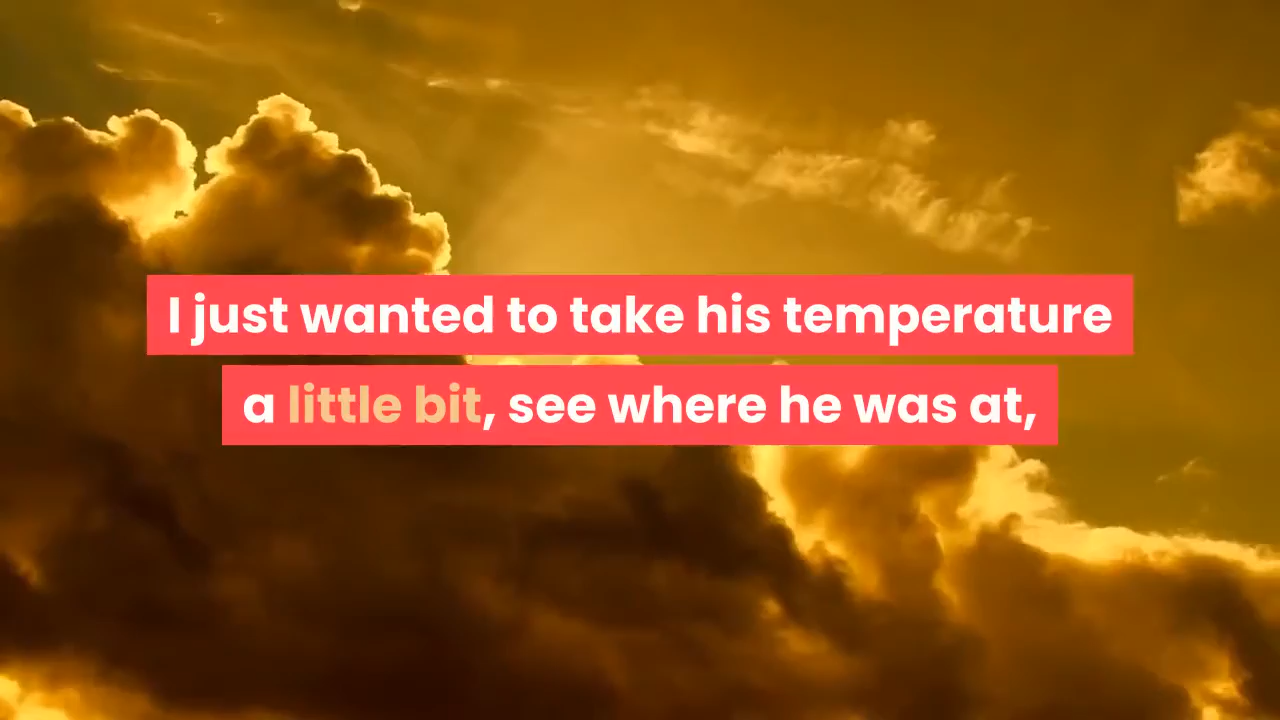 I just wanted to take his temperature
a little bit, see where he was at,